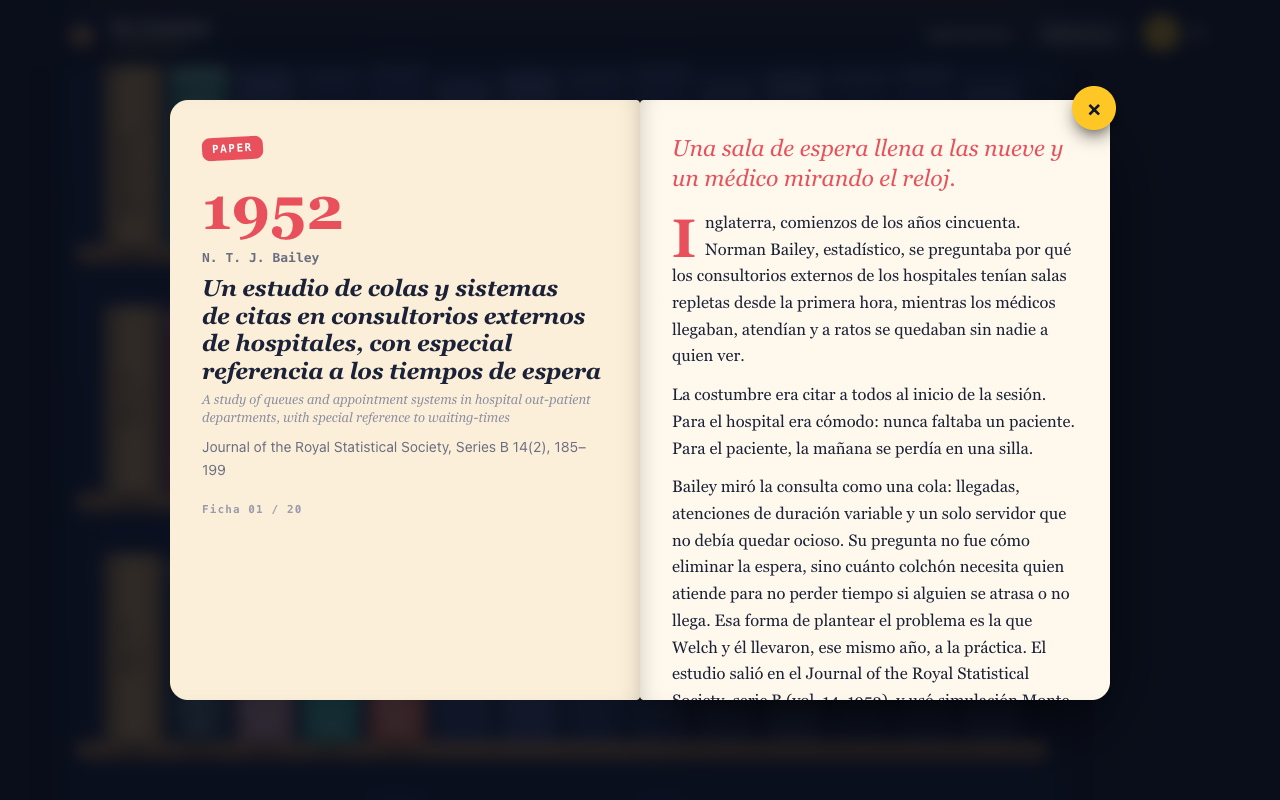 PAPER
1952
N. T. J. Bailey
Un estudio de colas y sistemas
de citas en consultorios externos
de hospitales, con especial
referencia a los tiempos de espera
A study of queues and appointment systems in hospital out-patient
departments, with special reference to waiting-times
Journal of the Royal Statistical Society, Series B 14(2), 185–
199
Ficha 01 / 20
×
Una sala de espera llena a las nueve y
un médico mirando el reloj.
Inglaterra, comienzos de los años cincuenta.
Norman Bailey, estadístico, se preguntaba por qué
los consultorios externos de los hospitales tenían salas
repletas desde la primera hora, mientras los médicos
llegaban, atendían y a ratos se quedaban sin nadie a
quien ver.
La costumbre era citar a todos al inicio de la sesión.
Para el hospital era cómodo: nunca faltaba un paciente.
Para el paciente, la mañana se perdía en una silla.
Bailey miró la consulta como una cola: llegadas,
atenciones de duración variable y un solo servidor que
no debía quedar ocioso. Su pregunta no fue cómo
eliminar la espera, sino cuánto colchón necesita quien
atiende para no perder tiempo si alguien se atrasa o no
llega. Esa forma de plantear el problema es la que
Welch y él llevaron, ese mismo año, a la práctica. El
estudio salió en el Journal of the Royal Statistical
Society, serie B (vol. 14, 1952), y usó simulación Monte